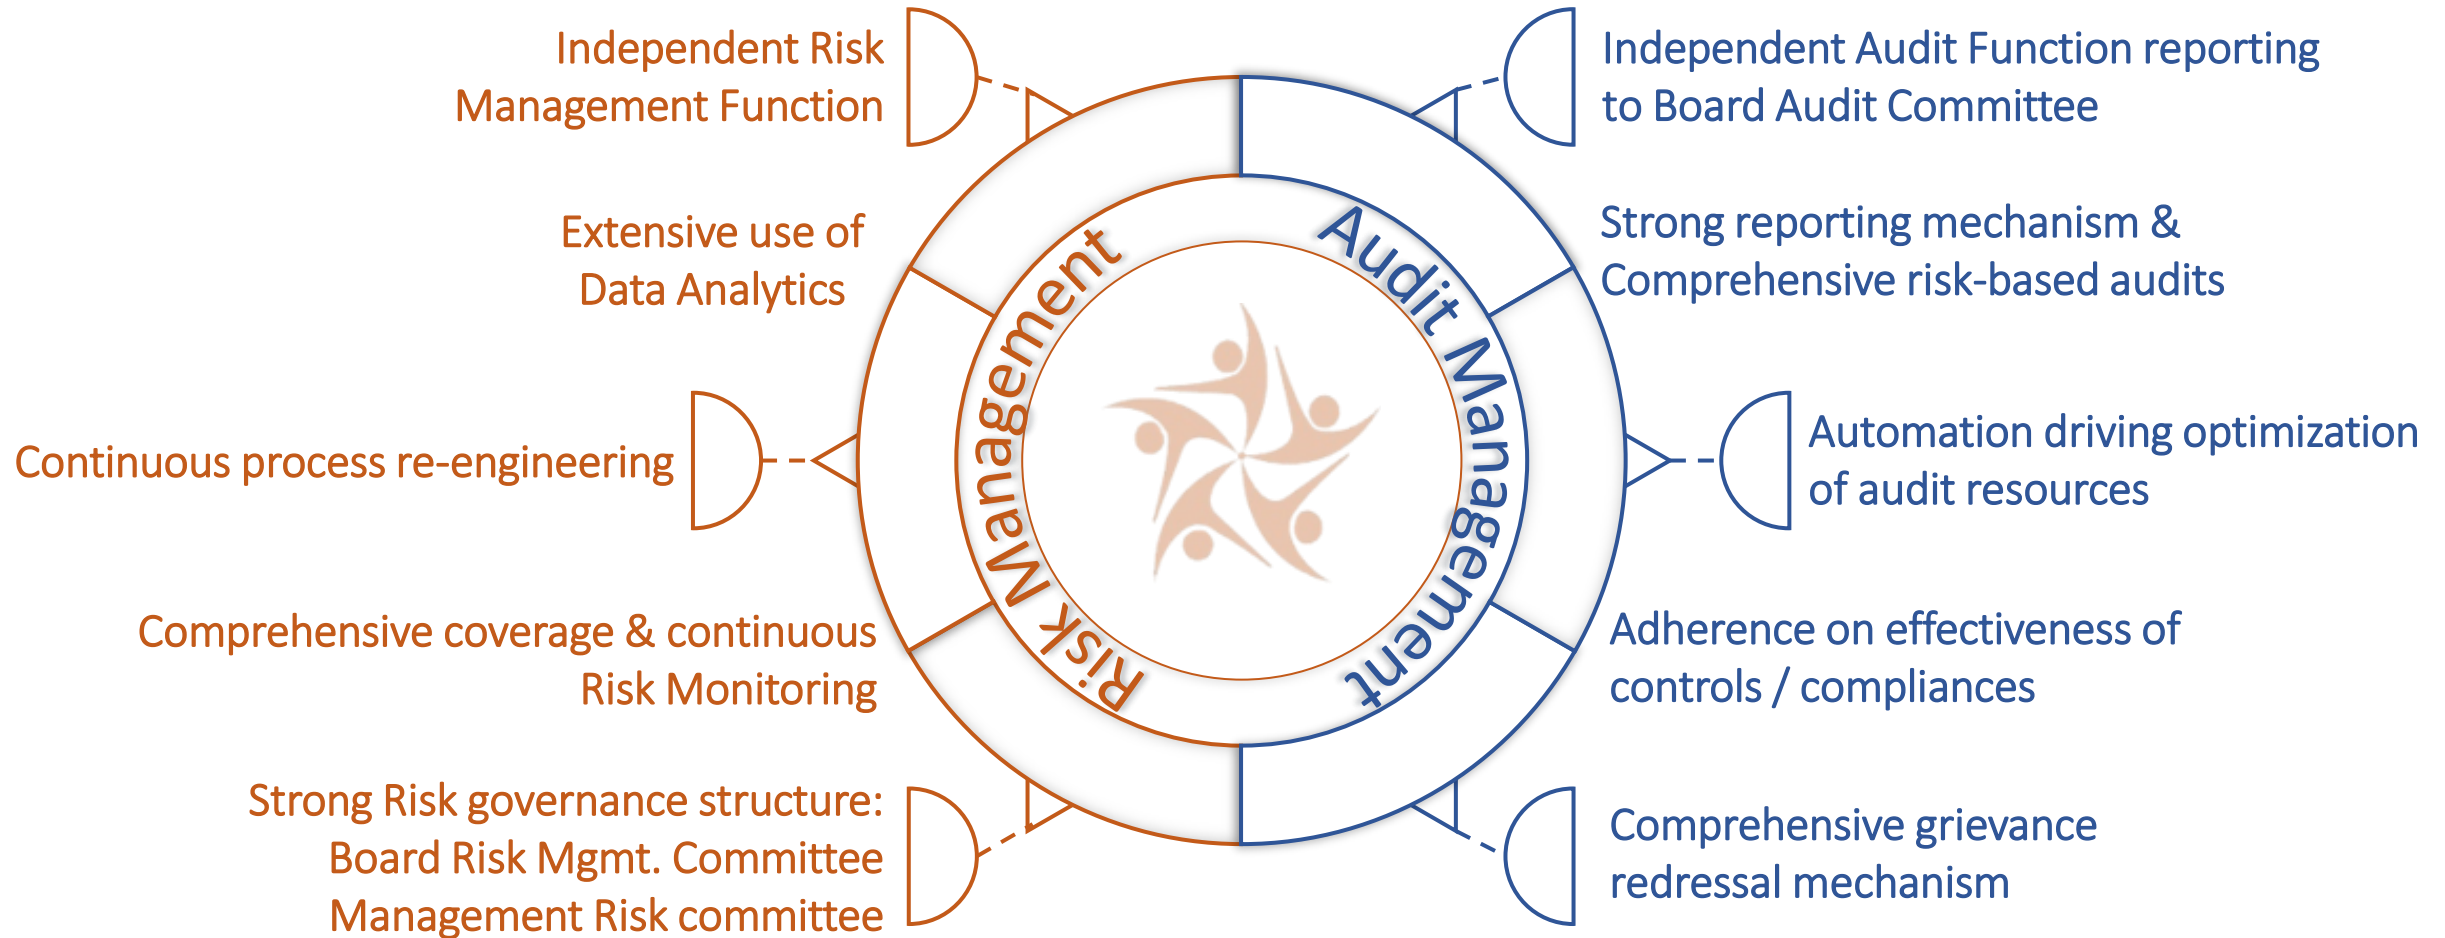 Independent Risk
Management Function
Extensive use of
Data Analytics
Continuous process re-engineering
Comprehensive coverage & continuous
Risk Monitoring
Strong Risk governance structure:
Board Risk Mgmt. Committee
Management Risk committee
Risk Management
Audit Management
Independent Audit Function reporting
to Board Audit Committee
Strong reporting mechanism &
Comprehensive risk-based audits
Automation driving optimization
of audit resources
Adherence on effectiveness of
controls / compliances
Comprehensive grievance
redressal mechanism